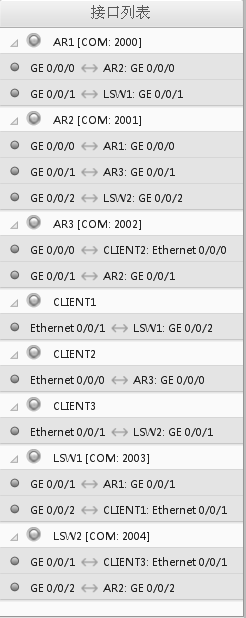 接口列表
AR1 [COM: 2000]
GE 0/0/0 ↔ AR2: GE 0/0/0
GE 0/0/1 ↔ LSW1: GE 0/0/1
AR2 [COM: 2001]
GE 0/0/0 ↔ AR1: GE 0/0/0
GE 0/0/1 ↔ AR3: GE 0/0/1
GE 0/0/2 ↔ LSW2: GE 0/0/2
AR3 [COM: 2002]
GE 0/0/0 ↔ CLIENT2: Ethernet 0/0/0
GE 0/0/1 ↔ AR2: GE 0/0/1
CLIENT1
Ethernet 0/0/1 ↔ LSW1: GE 0/0/2
CLIENT2
Ethernet 0/0/0 ↔ AR3: GE 0/0/0
CLIENT3
Ethernet 0/0/1 ↔ LSW2: GE 0/0/1
LSW1 [COM: 2003]
GE 0/0/1 ↔ AR1: GE 0/0/1
GE 0/0/2 ↔ CLIENT1: Ethernet 0/0/1
LSW2 [COM: 2004]
GE 0/0/1 ↔ CLIENT3: Ethernet 0/0/1
GE 0/0/2 ↔ AR2: GE 0/0/2